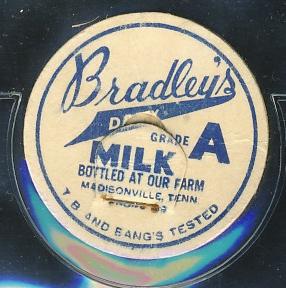 Bradley's
GRADE A
MILK
BOTTLED AT OUR FARM
MADISONVILLE, TENN.
T.B. AND BANG'S TESTED